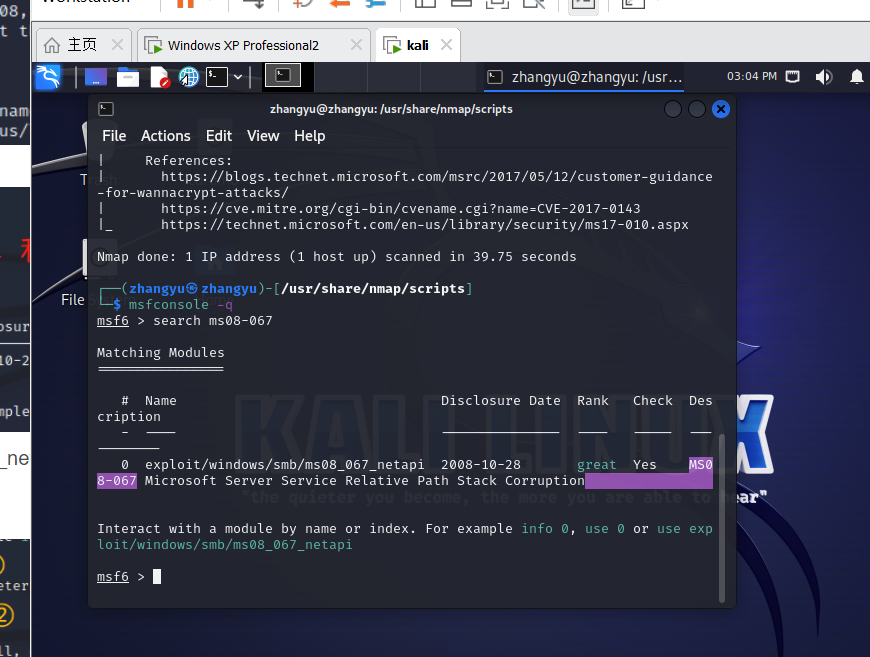 Workstation
主页
Windows XP Professional2
kali
zhangyu@zhangyu: /usr...
03:04 PM
zhangyu@zhangyu: /usr/share/nmap/scripts
File Actions Edit View Help
| References:
| https://blogs.technet.microsoft.com/msrc/2017/05/12/customer-guidance
-for-wannacrypt-attacks/
| https://cve.mitre.org/cgi-bin/cvename.cgi?name=CVE-2017-0143
|_ https://technet.microsoft.com/en-us/library/security/ms17-010.aspx
Nmap done: 1 IP address (1 host up) scanned in 39.75 seconds
┌──(zhangyu㉿zhangyu)-[/usr/share/nmap/scripts]
└─$ msfconsole -q
msf6 > search ms08-067
Matching Modules
================
# Name Disclosure Date Rank Check Des
cription
- ---- --------------- ---- ----- ---
--------
0 exploit/windows/smb/ms08_067_netapi 2008-10-28 great Yes MS0
8-067 Microsoft Server Service Relative Path Stack Corruption
Interact with a module by name or index. For example info 0, use 0 or use exp
loit/windows/smb/ms08_067_netapi
msf6 >
KALI LINUX
"the quieter you become, the more you are able to hear"
File